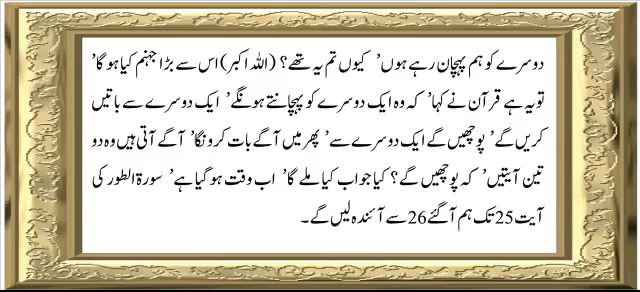 دوسرے کو ہم پہچان رہے ہوں’ کیوں تم یہ تھے؟ (اللہ اکبر) اس سے بڑا جہنم کیا ہو گا’
تو یہ ہے قرآن نے کہا’ کہ وہ ایک دوسرے کو پہچانتے ہونگے’ ایک دوسرے سے باتیں
کریں گے’ پوچھیں گے ایک دوسرے سے’ پھر میں آگے بات کرونگا’ آگے آتی ہیں وہ دو
تین آیتیں’ کہ پوچھیں گے؟ کیا جواب کیا ملے گا’ اب وقت ہو گیا ہے’ سورۃ الطور کی
آیت 25 تک ہم آ گئے 26 سے آئندہ لیں گے۔